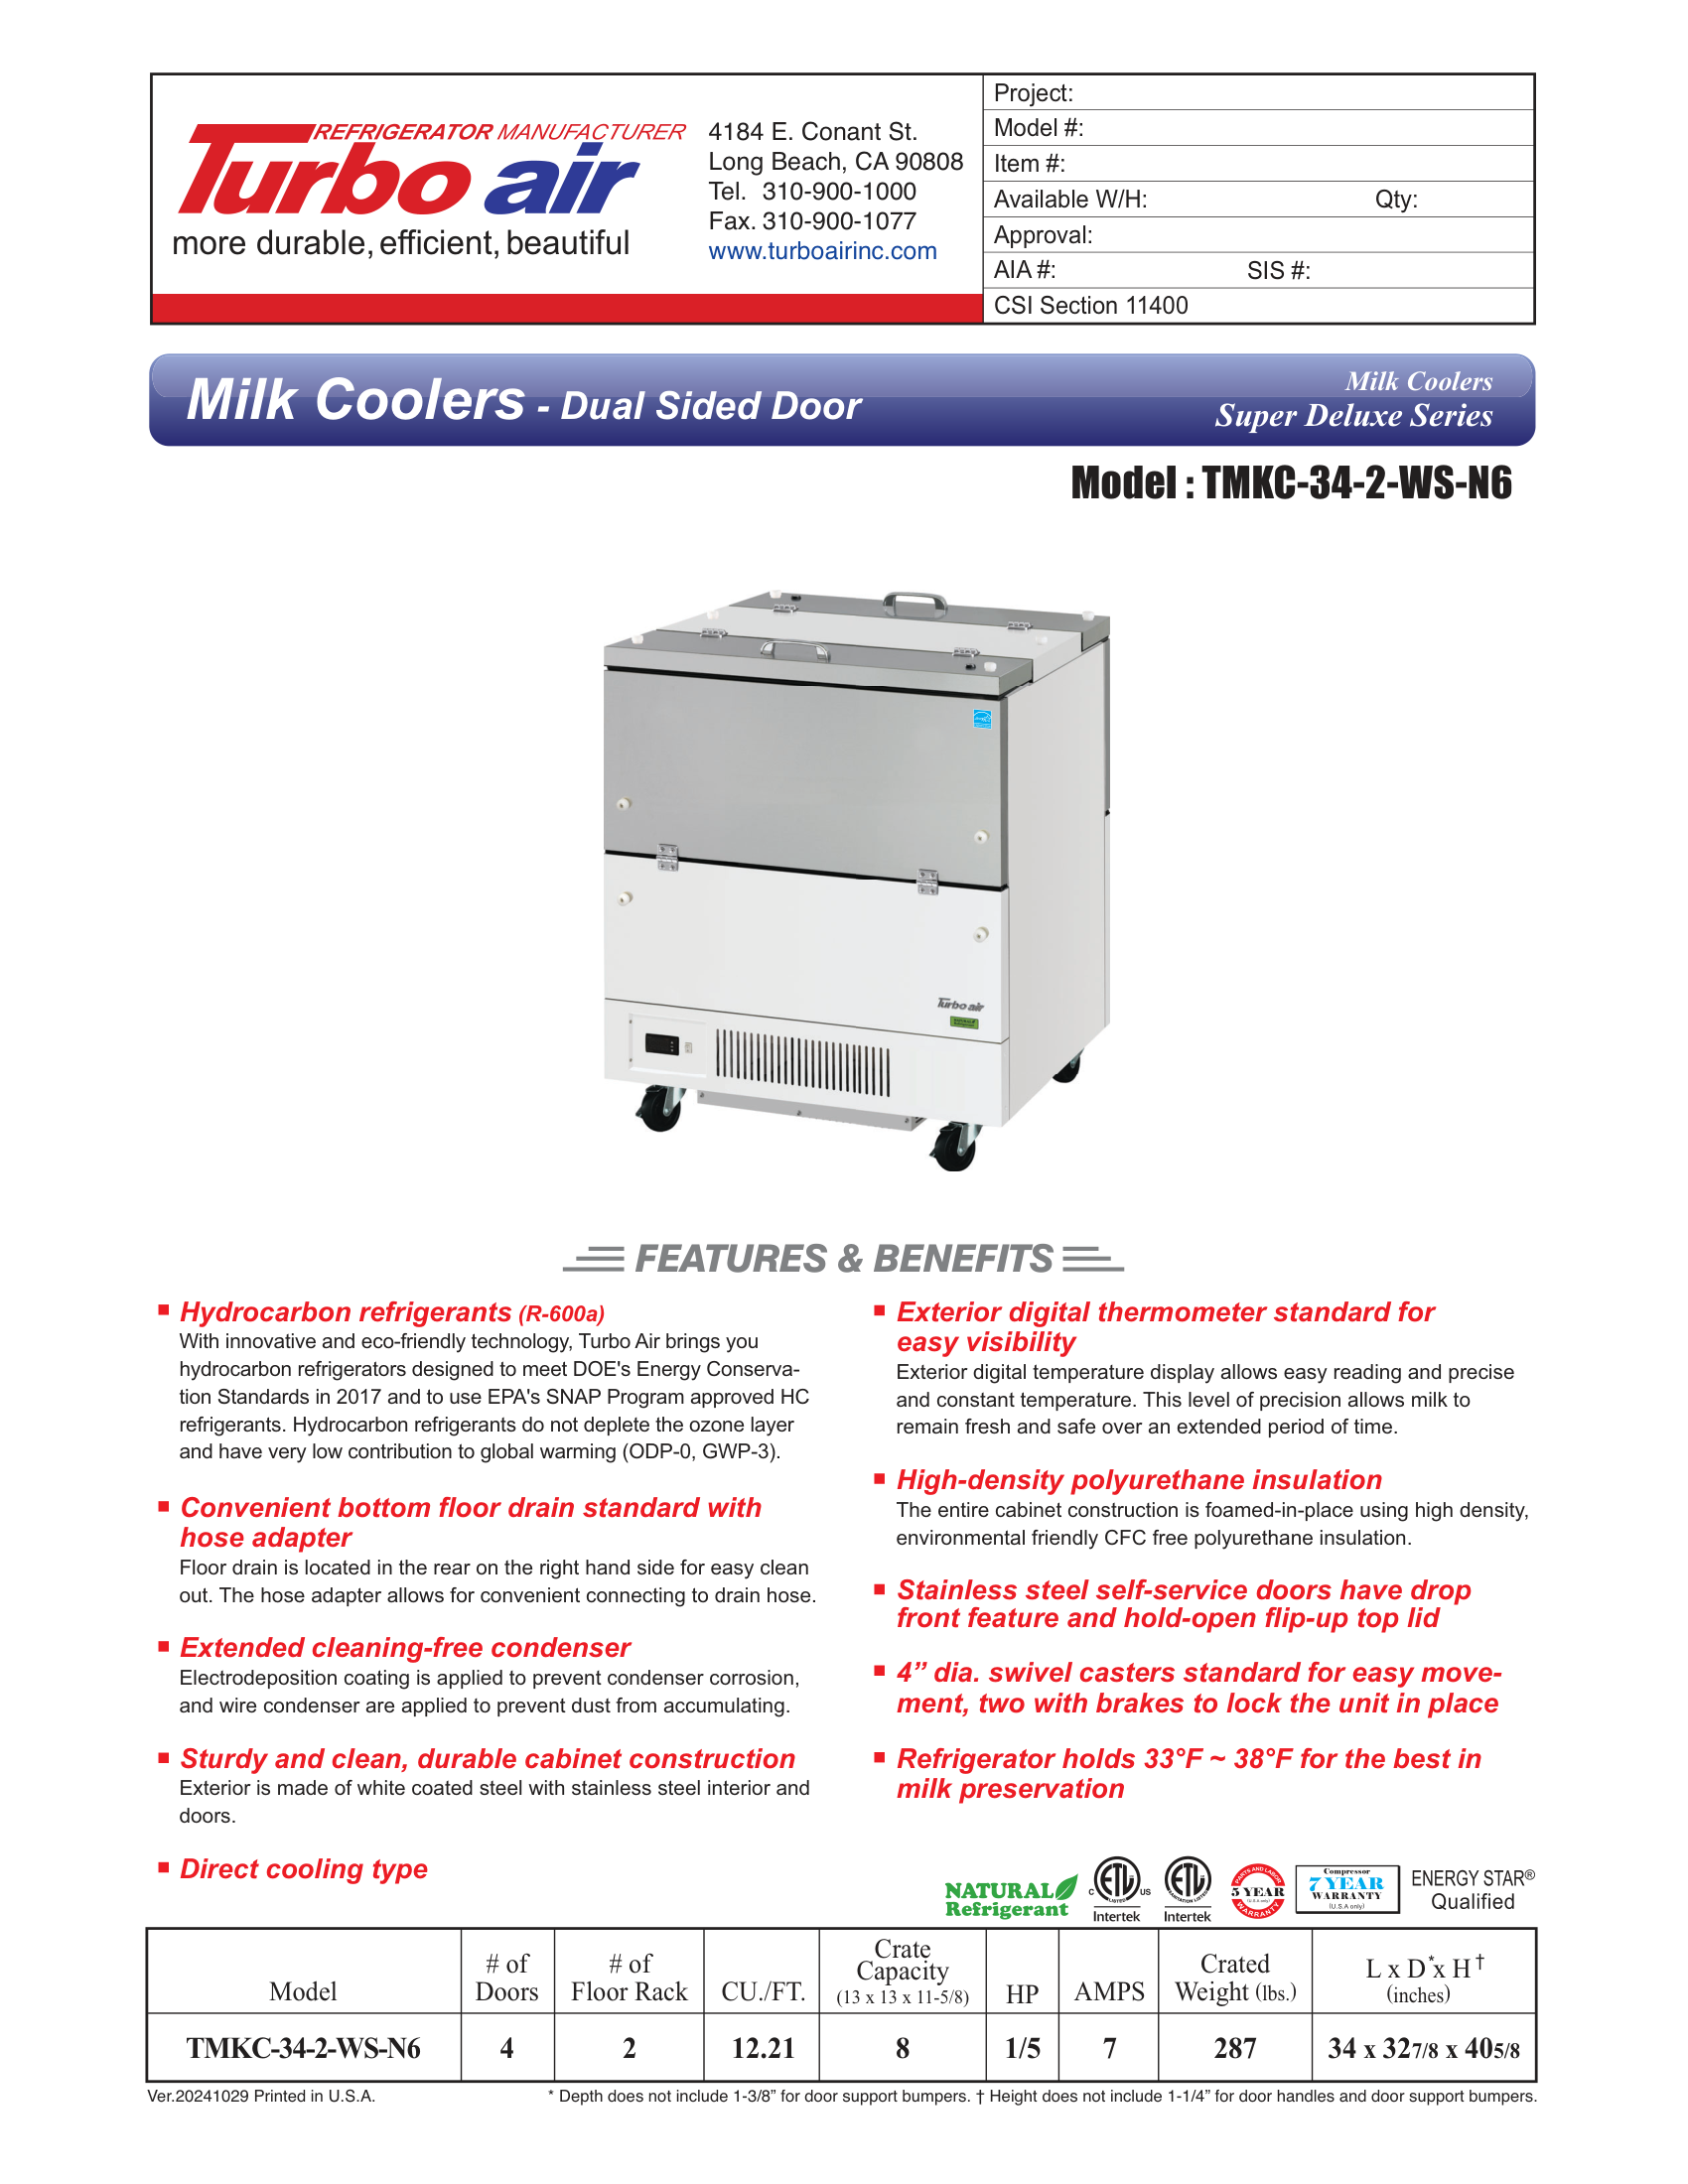 REFRIGERATOR MANUFACTURER
Turbo air
more durable, efficient, beautiful
4184 E. Conant St.
Long Beach, CA 90808
Tel. 310-900-1000
Fax. 310-900-1077
www.turboairinc.com
Project:
Model #:
Item #:
Available W/H: Qty:
Approval:
AIA #: SIS #:
CSI Section 11400
Milk Coolers - Dual Sided Door
Milk Coolers
Super Deluxe Series
Model : TMKC-34-2-WS-N6
Turbo air
FEATURES & BENEFITS
Hydrocarbon refrigerants (R-600a)
With innovative and eco-friendly technology, Turbo Air brings you
hydrocarbon refrigerators designed to meet DOE's Energy Conserva-
tion Standards in 2017 and to use EPA's SNAP Program approved HC
refrigerants. Hydrocarbon refrigerants do not deplete the ozone layer
and have very low contribution to global warming (ODP-0, GWP-3).
Convenient bottom floor drain standard with
hose adapter
Floor drain is located in the rear on the right hand side for easy clean
out. The hose adapter allows for convenient connecting to drain hose.
Extended cleaning-free condenser
Electrodeposition coating is applied to prevent condenser corrosion,
and wire condenser are applied to prevent dust from accumulating.
Sturdy and clean, durable cabinet construction
Exterior is made of white coated steel with stainless steel interior and
doors.
Direct cooling type
Exterior digital thermometer standard for
easy visibility
Exterior digital temperature display allows easy reading and precise
and constant temperature. This level of precision allows milk to
remain fresh and safe over an extended period of time.
High-density polyurethane insulation
The entire cabinet construction is foamed-in-place using high density,
environmental friendly CFC free polyurethane insulation.
Stainless steel self-service doors have drop
front feature and hold-open flip-up top lid
4” dia. swivel casters standard for easy move-
ment, two with brakes to lock the unit in place
Refrigerator holds 33°F ~ 38°F for the best in
milk preservation
NATURAL
Refrigerant
C ETL US
LISTED
Intertek
ETL
SANITATION LISTED
Intertek
PARTS AND LABOR
5 YEAR
(U.S.A only)
WARRANTY
Compressor
7 YEAR
WARRANTY
(U.S.A only)
ENERGY STAR®
Qualified
Model
# of
Doors
# of
Floor Rack
CU./FT.
Crate
Capacity
(13 x 13 x 11-5/8)
HP
AMPS
Crated
Weight (lbs.)
L x D* x H†
(inches)
TMKC-34-2-WS-N6 4 2 12.21 8 1/5 7 287 34 x 327/8 x 405/8
Ver.20241029 Printed in U.S.A.
* Depth does not include 1-3/8” for door support bumpers. † Height does not include 1-1/4” for door handles and door support bumpers.